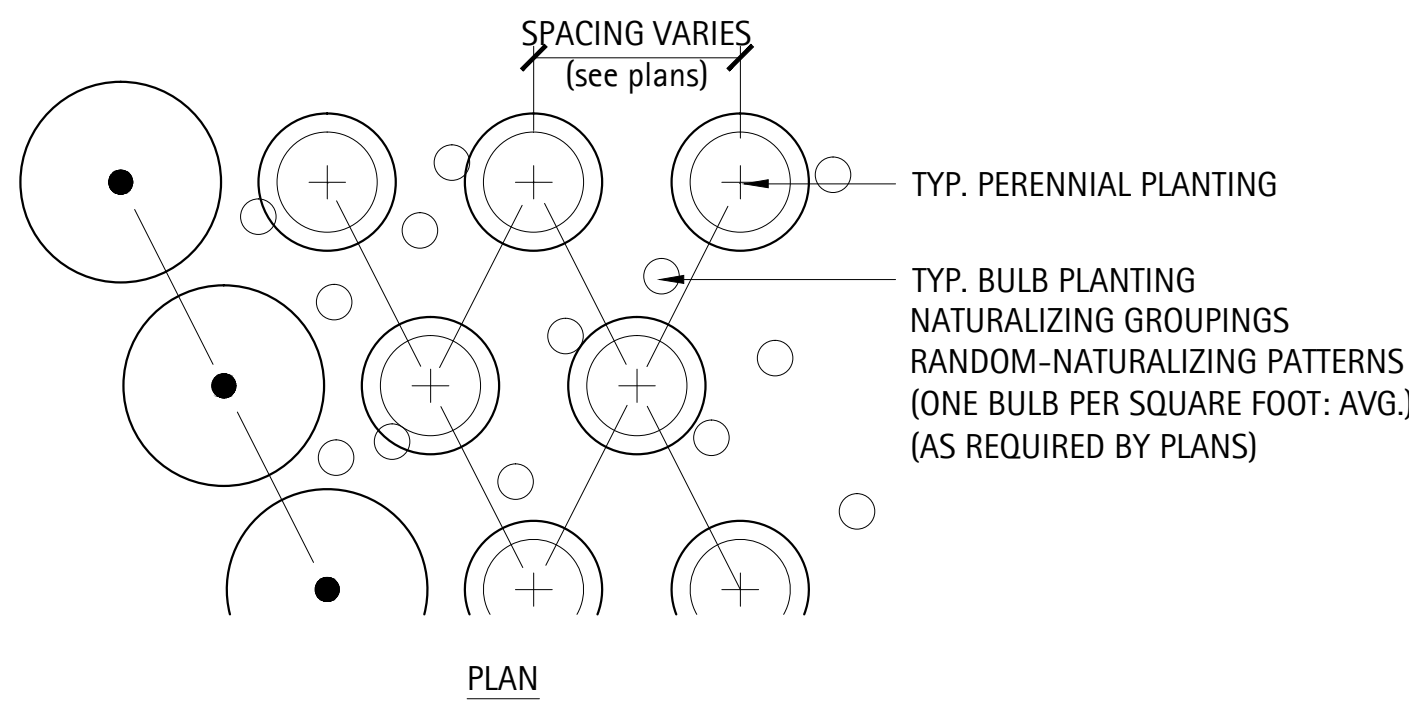 SPACING VARIES
(see plans)
TYP. PERENNIAL PLANTING
TYP. BULB PLANTING
NATURALIZING GROUPINGS
RANDOM-NATURALIZING PATTERNS
(ONE BULB PER SQUARE FOOT: AVG.)
(AS REQUIRED BY PLANS)
PLAN